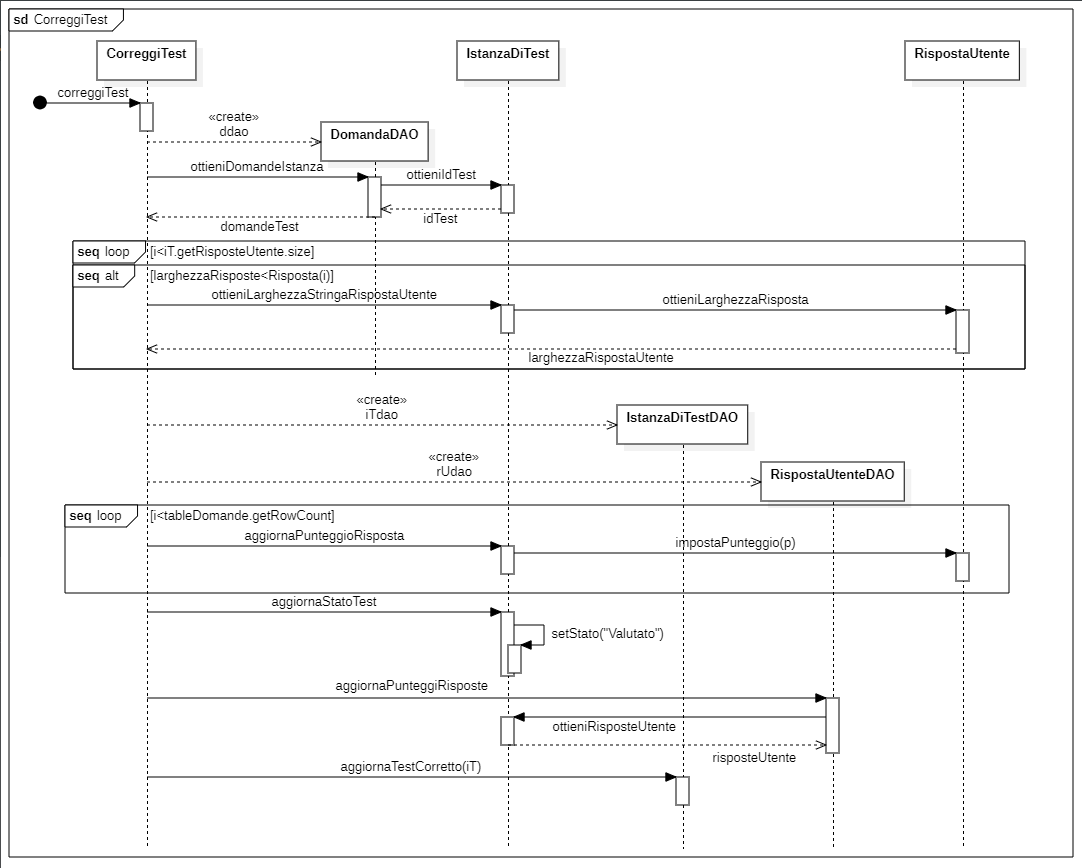 sd CorreggiTest
CorreggiTest
IstanzaDiTest
RispostaUtente
correggiTest
«create»
ddao
DomandaDAO
ottieniDomandeIstanza
ottieniIdTest
idTest
domandeTest
seq loop
[i<iT.getRisposteUtente.size]
seq alt
[larghezzaRisposte<Risposta(i)]
ottieniLarghezzaStringaRispostaUtente
ottieniLarghezzaRisposta
larghezzaRispostaUtente
«create»
iTdao
IstanzaDiTestDAO
«create»
rUdao
RispostaUtenteDAO
seq loop
[i<tableDomande.getRowCount]
aggiornaPunteggioRisposta
impostaPunteggio(p)
aggiornaStatoTest
setStato("Valutato")
aggiornaPunteggiRisposte
ottieniRisposteUtente
risposteUtente
aggiornaTestCorretto(iT)